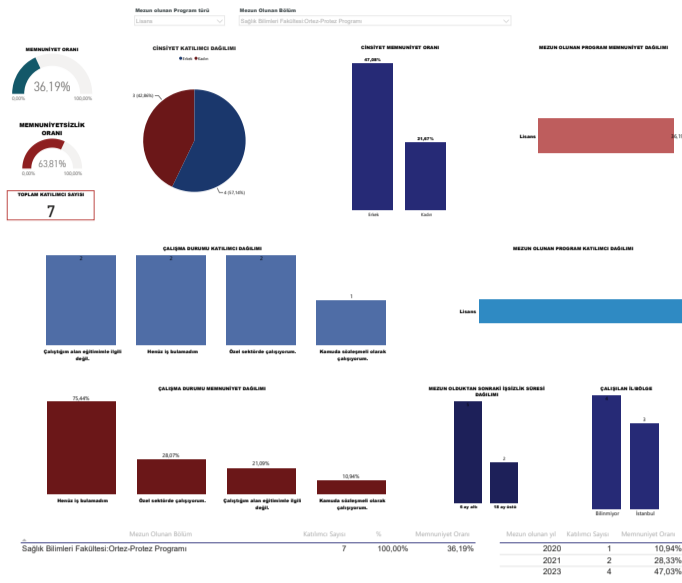 Mezun olunan Program türü
Lisans
Mezun Olunan Bölüm
Sağlık Bilimleri Fakültesi:Ortez-Protez Programı
MEMNUNİYET ORANI
36.19%
0,00%
100,00%
MEMNUNİYETSİZLİK
ORANI
63,81%
0,00%
100,00%
TOPLAM KATILIMCI SAYISI
7
CİNSİYET KATILIMCI DAĞILIMI
Erkek
Kadın
3 (42,86%)
4 (57,14%)
CİNSİYET MEMNUNİYET ORANI
47,08%
21,67%
Erkek
Kadın
MEZUN OLUNAN PROGRAM MEMNUNİYET DAĞILIMI
Lisans
ÇALIŞMA DURUMU KATILIMCI DAĞILIMI
2
2
2
1
Çalıştığım alan eğitimimle ilgili
değil.
Henüz iş bulamadım
Özel sektörde çalışıyorum.
Kamuda sözleşmeli olarak
çalışıyorum.
MEZUN OLUNAN PROGRAM KATILIMCI DAĞILIMI
Lisans
ÇALIŞMA DURUMU MEMNUNİYET DAĞILIMI
75,44%
28,07%
21,09%
10,94%
Henüz iş bulamadım
Özel sektörde çalışıyorum.
Çalıştığım alan eğitimimle ilgili
değil.
Kamuda sözleşmeli olarak
çalışıyorum.
MEZUN OLDUKTAN SONRAKİ İŞSİZLİK SÜRESİ
DAĞILIMI
2
6 ay altı
18 ay üstü
ÇALIŞILAN İL/BÖLGE
4
3
Bilinmiyor
İstanbul
Mezun Olunan Bölüm
Katılımcı Sayısı
%
Memnuniyet Oranı
Sağlık Bilimleri Fakültesi:Ortez-Protez Programı
7
100,00%
36,19%
Mezun olunan yıl
Katılımcı Sayısı
Memnuniyet Oranı
2020
1
10,94%
2021
2
28,33%
2023
4
47,03%